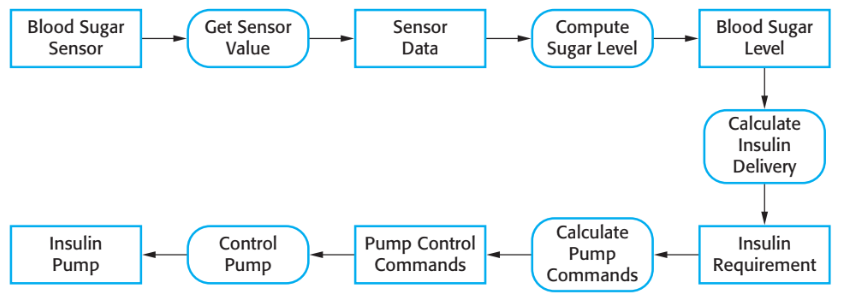 Blood Sugar
Sensor
Get Sensor
Value
Sensor
Data
Compute
Sugar Level
Blood Sugar
Level
Calculate
Insulin
Delivery
Insulin
Requirement
Calculate
Pump
Commands
Pump Control
Commands
Control
Pump
Insulin
Pump